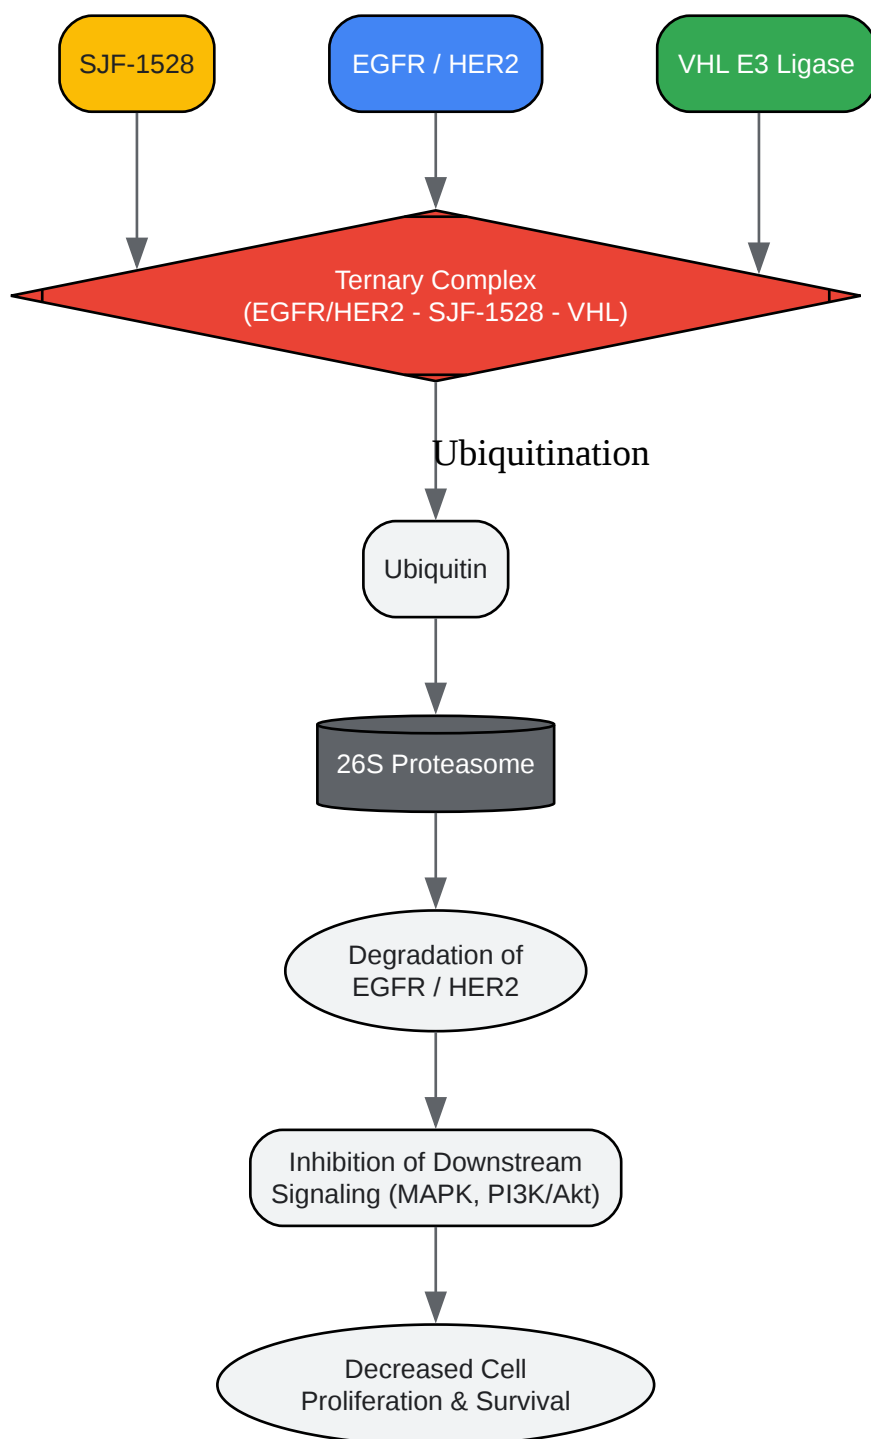 SJF-1528
EGFR / HER2
VHL E3 Ligase
Ternary Complex
(EGFR/HER2 - SJF-1528 - VHL)
Ubiquitination
Ubiquitin
26S Proteasome
Degradation of
EGFR / HER2
Inhibition of Downstream
Signaling (MAPK, PI3K/Akt)
Decreased Cell
Proliferation & Survival